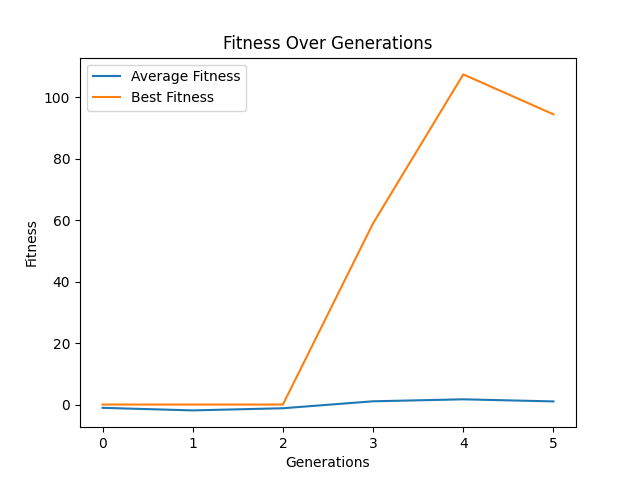 Fitness Over Generations
Average Fitness
Best Fitness
100
80
60
40
20
0
Fitness
0 1 2 3 4 5
Generations